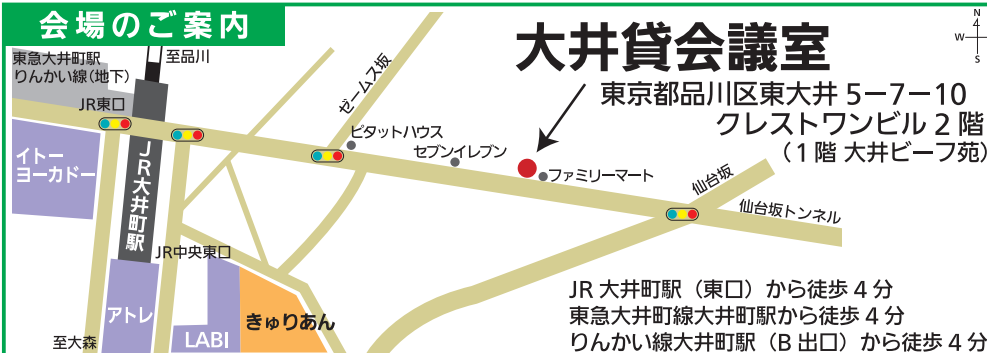 会場のご案内
大井貸会議室
東京都品川区東大井 5ー7ー10
クレストワンビル 2 階
（1 階 大井ビーフ苑）
N
W
S
東急大井町駅
りんかい線（地下）
至品川
JR東口
イトー
ヨーカドー
JR大井町駅
ゼームス坂
ピタットハウス
セブンイレブン
ファミリーマート
仙台坂
仙台坂トンネル
JR中央東口
アトレ
LABI
きゅりあん
至大森
JR 大井町駅（東口）から徒歩 4 分
東急大井町線大井町駅から徒歩 4 分
りんかい線大井町駅（B 出口）から徒歩 4 分